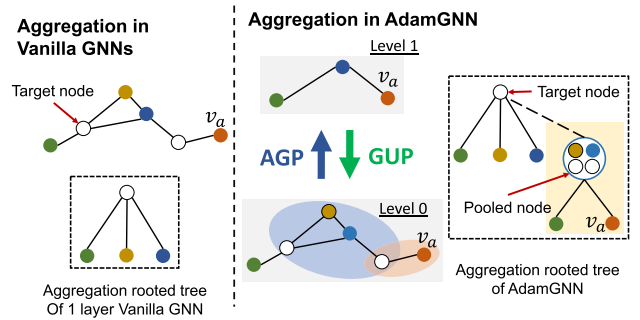 Aggregation in
Vanilla GNNs
Target node
v_a
Aggregation rooted tree
Of 1 layer Vanilla GNN
Aggregation in AdamGNN
Level 1
v_a
AGP
GUP
Level 0
v_a
Target node
Pooled node
v_a
Aggregation rooted tree
of AdamGNN